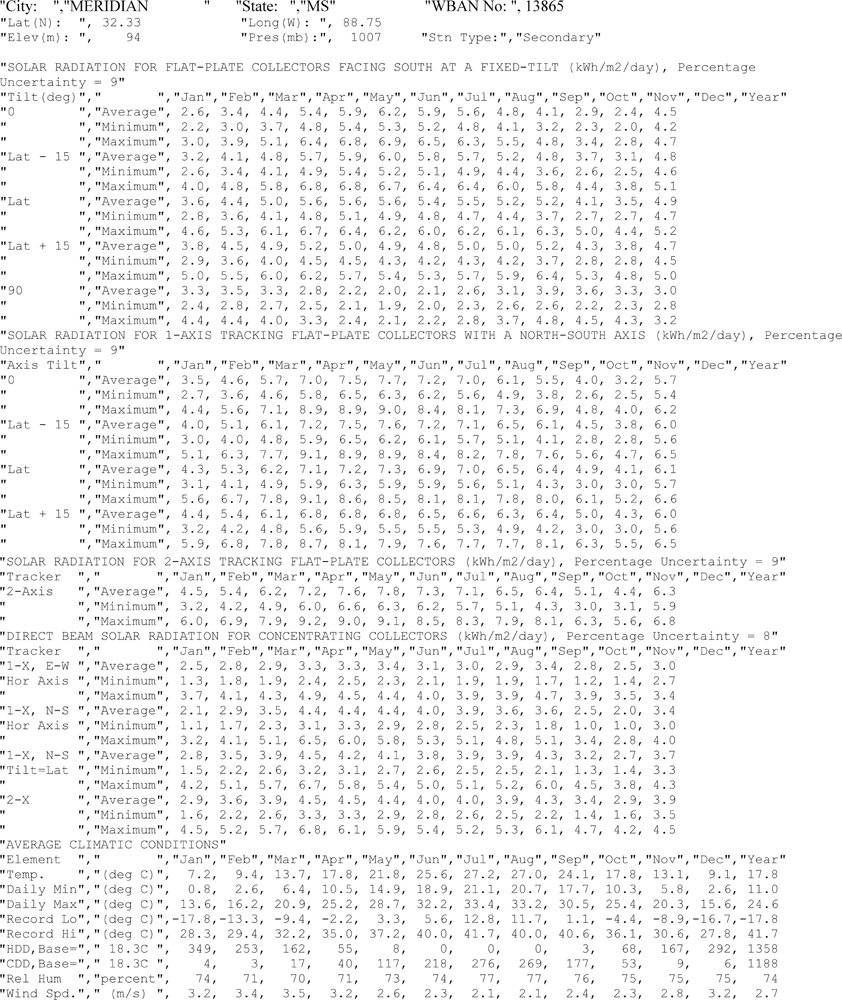 "City:   ","MERIDIAN            "     "State:  ","MS"                "WBAN No: ", 13865
"Lat(N): ", 32.33            "Long(W): ", 88.75
"Elev(m): ",    94           "Pres(mb):",  1007     "Stn Type:","Secondary"
"SOLAR RADIATION FOR FLAT-PLATE COLLECTORS FACING SOUTH AT A FIXED-TILT (kWh/m2/day), Percentage
Uncertainty = 9"
"Tilt(deg)","       ","Jan","Feb","Mar","Apr","May","Jun","Jul","Aug","Sep","Oct","Nov","Dec","Year"
"0        ","Average", 2.6, 3.4, 4.4, 5.4, 5.9, 6.2, 5.9, 5.6, 4.8, 4.1, 2.9, 2.4, 4.5
"         ","Minimum", 2.2, 3.0, 3.7, 4.8, 5.4, 5.3, 5.2, 4.8, 4.1, 3.2, 2.3, 2.0, 4.2
"         ","Maximum", 3.0, 3.9, 5.1, 6.4, 6.8, 6.9, 6.5, 6.3, 5.5, 4.8, 3.4, 2.8, 4.7
"Lat - 15 ","Average", 3.2, 4.1, 4.8, 5.7, 5.9, 6.0, 5.8, 5.7, 5.2, 4.8, 3.7, 3.1, 4.8
"         ","Minimum", 2.6, 3.4, 4.1, 4.9, 5.4, 5.2, 5.1, 4.9, 4.4, 3.6, 2.6, 2.5, 4.6
"         ","Maximum", 4.0, 4.8, 5.8, 6.8, 6.8, 6.7, 6.4, 6.4, 6.0, 5.8, 4.4, 3.8, 5.1
"Lat      ","Average", 3.6, 4.4, 5.0, 5.6, 5.6, 5.6, 5.4, 5.5, 5.2, 5.2, 4.1, 3.5, 4.9
"         ","Minimum", 2.8, 3.6, 4.1, 4.8, 5.1, 4.9, 4.8, 4.7, 4.4, 3.7, 2.7, 2.7, 4.7
"         ","Maximum", 4.6, 5.3, 6.1, 6.7, 6.4, 6.2, 6.0, 6.2, 6.1, 6.3, 5.0, 4.4, 5.2
"Lat + 15 ","Average", 3.8, 4.5, 4.9, 5.2, 5.0, 4.9, 4.8, 5.0, 5.0, 5.2, 4.3, 3.8, 4.7
"         ","Minimum", 2.9, 3.6, 4.0, 4.5, 4.5, 4.3, 4.2, 4.3, 4.2, 3.7, 2.8, 2.8, 4.5
"         ","Maximum", 5.0, 5.5, 6.0, 6.2, 5.7, 5.4, 5.3, 5.7, 5.9, 6.4, 5.3, 4.8, 5.0
"90       ","Average", 3.3, 3.5, 3.3, 2.8, 2.2, 2.0, 2.1, 2.6, 3.1, 3.9, 3.6, 3.3, 3.0
"         ","Minimum", 2.4, 2.8, 2.7, 2.5, 2.1, 1.9, 2.0, 2.3, 2.6, 2.6, 2.2, 2.3, 2.8
"         ","Maximum", 4.4, 4.4, 4.0, 3.3, 2.4, 2.1, 2.2, 2.8, 3.7, 4.8, 4.5, 4.3, 3.2
"SOLAR RADIATION FOR 1-AXIS TRACKING FLAT-PLATE COLLECTORS WITH A NORTH-SOUTH AXIS (kWh/m2/day), Percentage
Uncertainty = 9"
"Axis Tilt","       ","Jan","Feb","Mar","Apr","May","Jun","Jul","Aug","Sep","Oct","Nov","Dec","Year"
"0        ","Average", 3.5, 4.6, 5.7, 7.0, 7.5, 7.7, 7.2, 7.0, 6.1, 5.5, 4.0, 3.2, 5.7
"         ","Minimum", 2.7, 3.6, 4.6, 5.8, 6.5, 6.3, 6.2, 5.6, 4.9, 3.8, 2.6, 2.5, 5.4
"         ","Maximum", 4.4, 5.6, 7.1, 8.9, 8.9, 9.0, 8.4, 8.1, 7.3, 6.9, 4.8, 4.0, 6.2
"Lat - 15 ","Average", 4.0, 5.1, 6.1, 7.2, 7.5, 7.6, 7.2, 7.1, 6.5, 6.1, 4.5, 3.8, 6.0
"         ","Minimum", 3.0, 4.0, 4.8, 5.9, 6.5, 6.2, 6.1, 5.7, 5.1, 4.1, 2.8, 2.8, 5.6
"         ","Maximum", 5.1, 6.3, 7.7, 9.1, 8.9, 8.9, 8.4, 8.2, 7.8, 7.6, 5.6, 4.7, 6.5
"Lat      ","Average", 4.3, 5.3, 6.2, 7.1, 7.2, 7.3, 6.9, 7.0, 6.5, 6.4, 4.9, 4.1, 6.1
"         ","Minimum", 3.1, 4.1, 4.9, 5.9, 6.3, 5.9, 5.9, 5.6, 5.1, 4.3, 3.0, 3.0, 5.7
"         ","Maximum", 5.6, 6.7, 7.8, 9.1, 8.6, 8.5, 8.1, 8.1, 7.8, 8.0, 6.1, 5.2, 6.6
"Lat + 15 ","Average", 4.4, 5.4, 6.1, 6.8, 6.8, 6.8, 6.5, 6.6, 6.3, 6.4, 5.0, 4.3, 6.0
"         ","Minimum", 3.2, 4.2, 4.8, 5.6, 5.9, 5.5, 5.5, 5.3, 4.9, 4.2, 3.0, 3.0, 5.6
"         ","Maximum", 5.9, 6.8, 7.8, 8.7, 8.1, 7.9, 7.6, 7.7, 7.7, 8.1, 6.3, 5.5, 6.5
"SOLAR RADIATION FOR 2-AXIS TRACKING FLAT-PLATE COLLECTORS (kWh/m2/day), Percentage Uncertainty = 9"
"Tracker  ","       ","Jan","Feb","Mar","Apr","May","Jun","Jul","Aug","Sep","Oct","Nov","Dec","Year"
"2-Axis   ","Average", 4.5, 5.4, 6.2, 7.2, 7.6, 7.8, 7.3, 7.1, 6.5, 6.4, 5.1, 4.4, 6.3
"         ","Minimum", 3.2, 4.2, 4.9, 6.0, 6.6, 6.3, 6.2, 5.7, 5.1, 4.3, 3.0, 3.1, 5.9
"         ","Maximum", 6.0, 6.9, 7.9, 9.2, 9.0, 9.1, 8.5, 8.3, 7.9, 8.1, 6.3, 5.6, 6.8
"DIRECT BEAM SOLAR RADIATION FOR CONCENTRATING COLLECTORS (kWh/m2/day), Percentage Uncertainty = 8"
"Tracker  ","       ","Jan","Feb","Mar","Apr","May","Jun","Jul","Aug","Sep","Oct","Nov","Dec","Year"
"1-X, E-W ","Average", 2.5, 2.8, 2.9, 3.3, 3.3, 3.4, 3.1, 3.0, 2.9, 3.4, 2.8, 2.5, 3.0
"Hor Axis ","Minimum", 1.3, 1.8, 1.9, 2.4, 2.5, 2.3, 2.1, 1.9, 1.9, 1.7, 1.2, 1.4, 2.7
"         ","Maximum", 3.7, 4.1, 4.3, 4.9, 4.5, 4.4, 4.0, 3.9, 3.9, 4.7, 3.9, 3.5, 3.4
"1-X, N-S ","Average", 2.1, 2.9, 3.5, 4.4, 4.4, 4.4, 4.0, 3.9, 3.6, 3.6, 2.5, 2.0, 3.4
"Hor Axis ","Minimum", 1.1, 1.7, 2.3, 3.1, 3.3, 2.9, 2.8, 2.5, 2.3, 1.8, 1.0, 1.0, 3.0
"         ","Maximum", 3.2, 4.1, 5.1, 6.5, 6.0, 5.8, 5.3, 5.1, 4.8, 5.1, 3.4, 2.8, 4.0
"1-X, N-S ","Average", 2.8, 3.5, 3.9, 4.5, 4.2, 4.1, 3.8, 3.9, 3.9, 4.3, 3.2, 2.7, 3.7
"Tilt=Lat ","Minimum", 1.5, 2.2, 2.6, 3.2, 3.1, 2.7, 2.6, 2.5, 2.5, 2.1, 1.3, 1.4, 3.3
"         ","Maximum", 4.2, 5.1, 5.7, 6.7, 5.8, 5.4, 5.0, 5.1, 5.2, 6.0, 4.5, 3.8, 4.3
"2-X      ","Average", 2.9, 3.6, 3.9, 4.5, 4.5, 4.4, 4.0, 4.0, 3.9, 4.3, 3.4, 2.9, 3.9
"         ","Minimum", 1.6, 2.2, 2.6, 3.3, 3.3, 2.9, 2.8, 2.6, 2.5, 2.2, 1.4, 1.6, 3.5
"         ","Maximum", 4.5, 5.2, 5.7, 6.8, 6.1, 5.9, 5.4, 5.2, 5.3, 6.1, 4.7, 4.2, 4.5
"AVERAGE CLIMATIC CONDITIONS"
"Element  ","       ","Jan","Feb","Mar","Apr","May","Jun","Jul","Aug","Sep","Oct","Nov","Dec","Year"
"Temp.    ","(deg C)",  7.2,  9.4, 13.7, 17.8, 21.8, 25.6, 27.2, 27.0, 24.1, 17.8, 13.1,  9.1, 17.8
"Daily Min","(deg C)",  0.8,  2.6,  6.4, 10.5, 14.9, 18.9, 21.1, 20.7, 17.7, 10.3,  5.8,  2.6, 11.0
"Daily Max","(deg C)", 13.6, 16.2, 20.9, 25.2, 28.7, 32.2, 33.4, 33.2, 30.5, 25.4, 20.3, 15.6, 24.6
"Record Lo","(deg C)",-17.8,-13.3, -9.4, -2.2,  3.3,  5.6, 12.8, 11.7,  1.1, -4.4, -8.9,-16.7,-17.8
"Record Hi","(deg C)", 28.3, 29.4, 32.2, 35.0, 37.2, 40.0, 41.7, 40.0, 40.6, 36.1, 30.6, 27.8, 41.7
"HDD,Base="," 18.3C ",  349,  253,  162,   55,    8,    0,    0,    0,    3,   68,  167,  292, 1358
"CDD,Base="," 18.3C ",    4,    3,   17,   40,  117,  218,  276,  269,  177,   53,    9,    6, 1188
"Rel Hum  ","percent",   74,   71,   70,   71,   73,   74,   77,   77,   76,   75,   75,   75,   74
"Wind Spd."," (m/s) ",  3.2,  3.4,  3.5,  3.2,  2.6,  2.3,  2.1,  2.1,  2.4,  2.3,  2.8,  3.2,  2.7